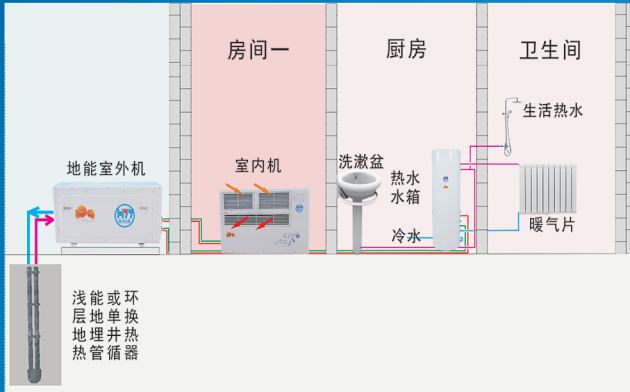 房间一
厨房
卫生间
地能室外机
室内机
洗漱盆
热水
水箱
冷水
生活热水
暖气片
浅层地热
能地埋管
或单井循
环换热器